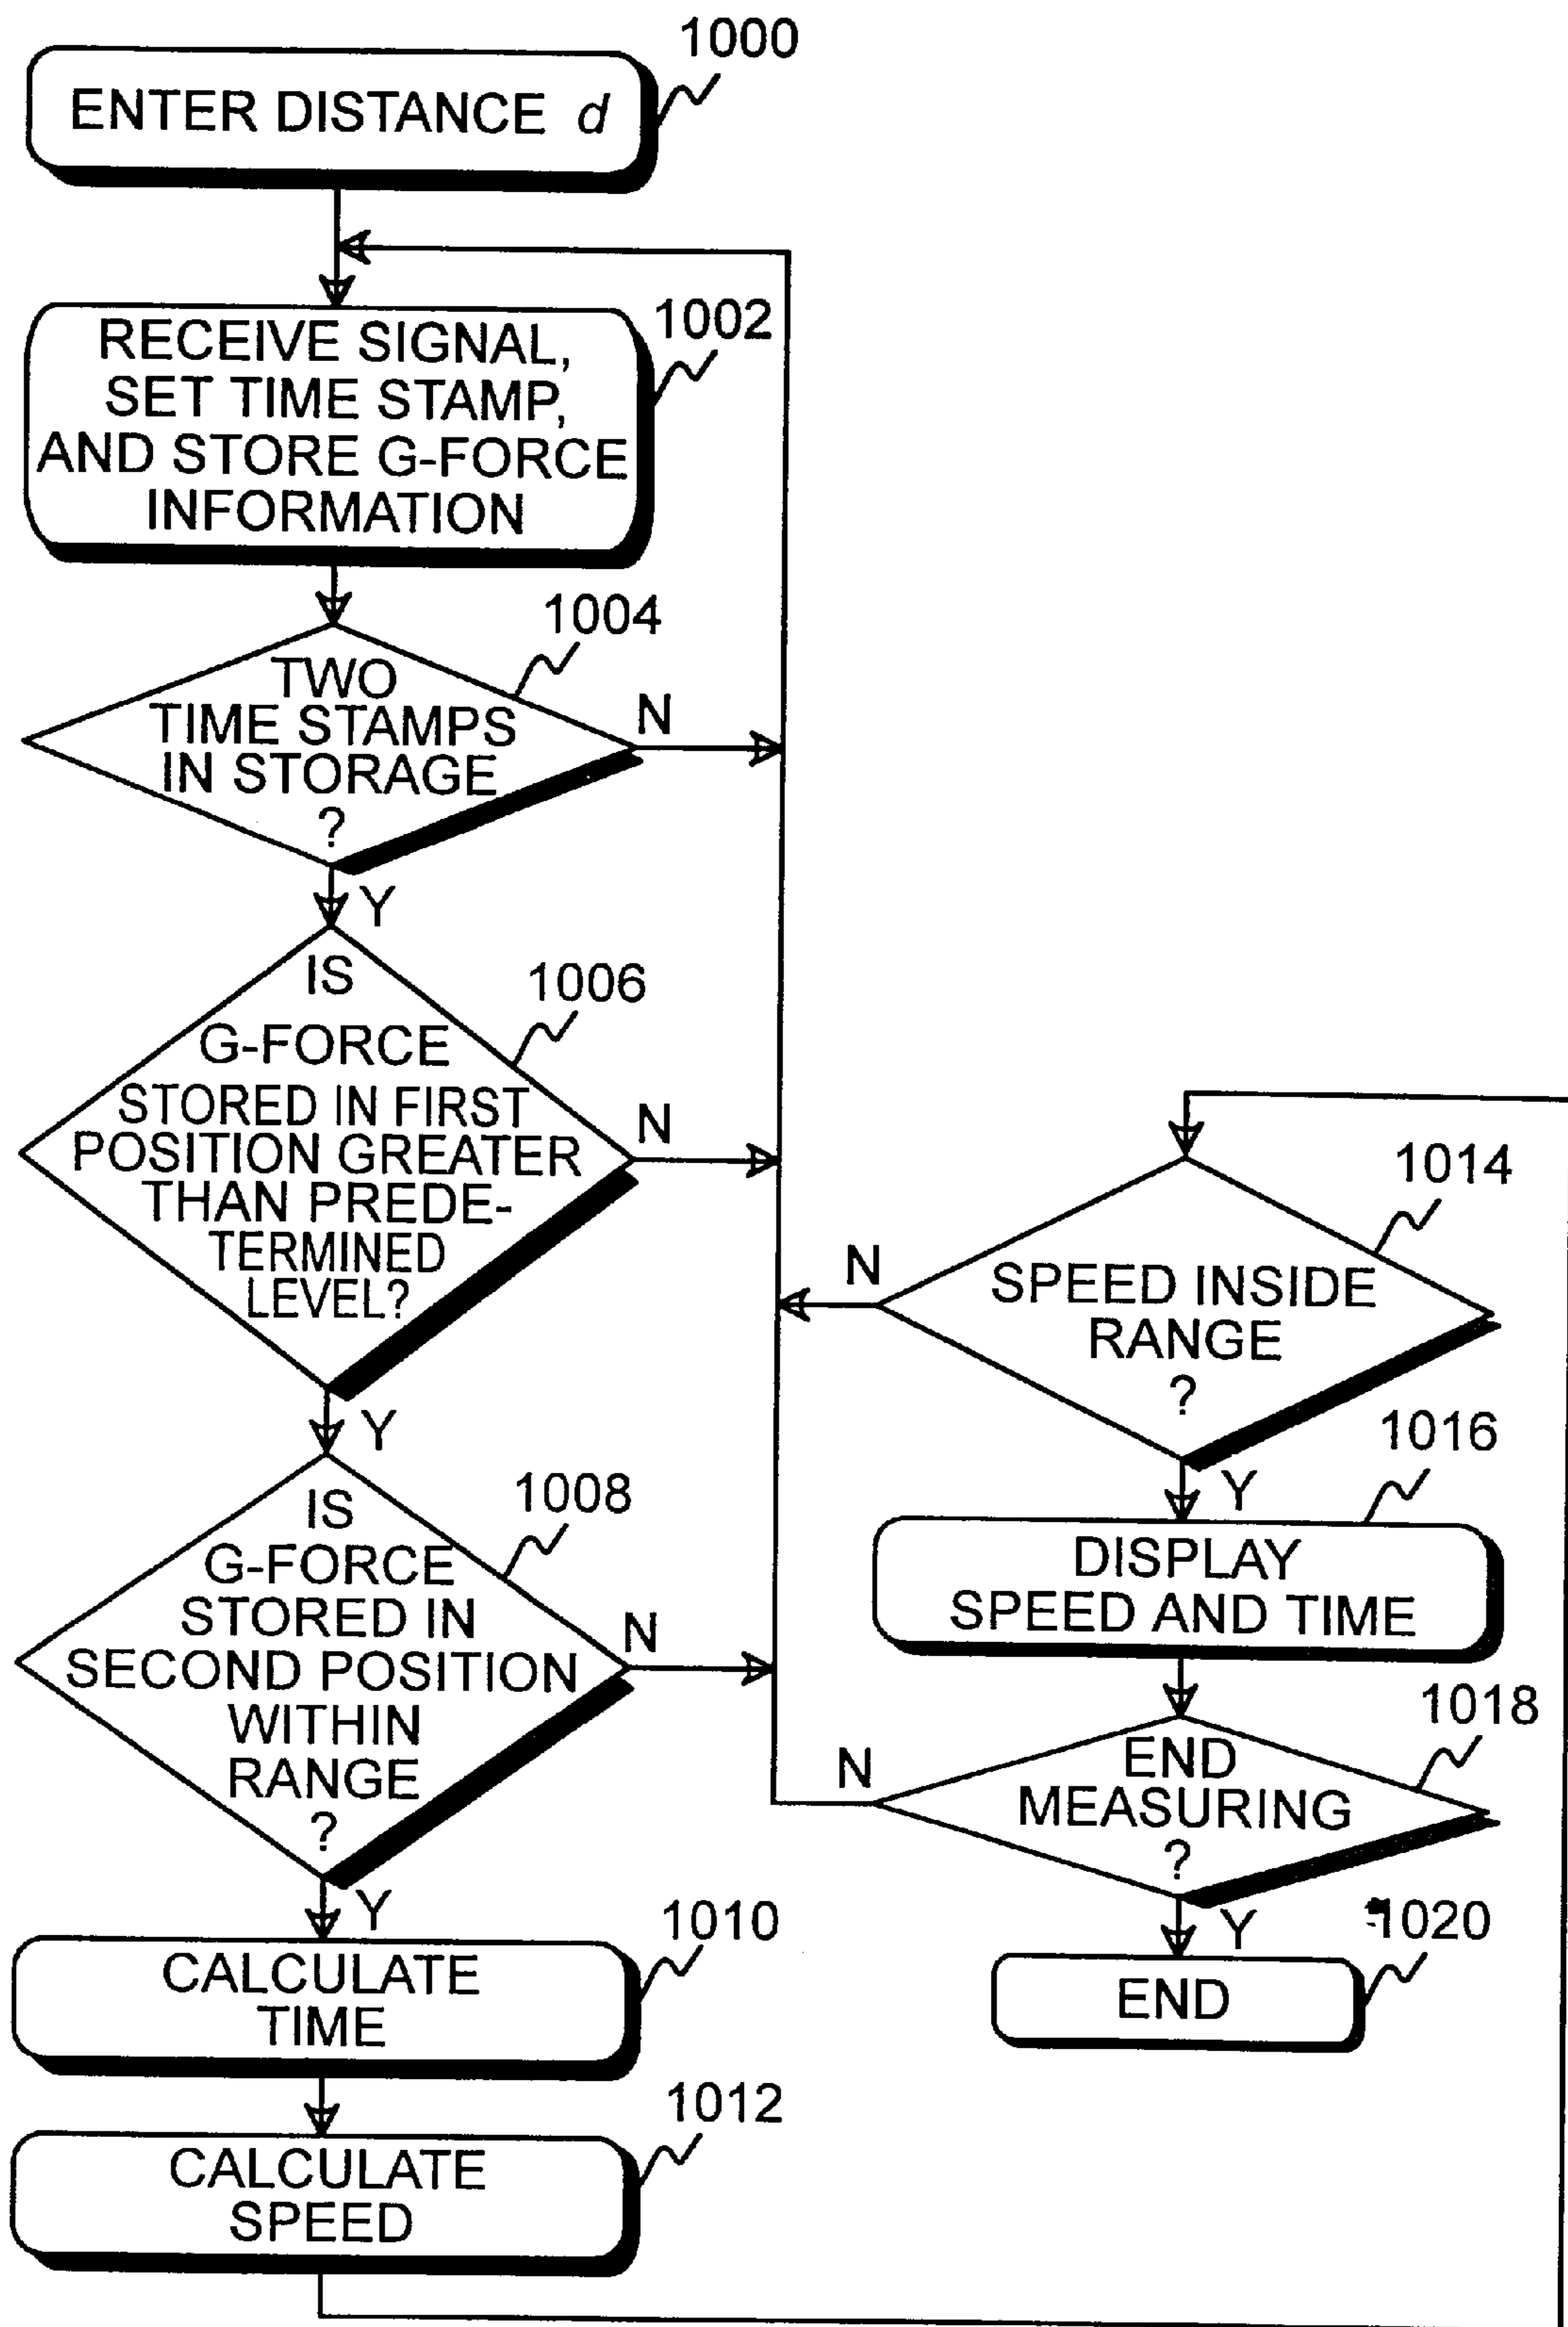 1000
ENTER DISTANCE d
1002
RECEIVE SIGNAL,
SET TIME STAMP,
AND STORE G-FORCE
INFORMATION
1004
TWO
TIME STAMPS
IN STORAGE
?
N
Y
1006
IS
G-FORCE
STORED IN FIRST
POSITION GREATER
THAN PREDE-
TERMINED
LEVEL?
N
Y
1008
IS
G-FORCE
STORED IN
SECOND POSITION
WITHIN
RANGE
?
N
Y
1010
CALCULATE
TIME
1012
CALCULATE
SPEED
1014
SPEED INSIDE
RANGE
?
N
Y
1016
DISPLAY
SPEED AND TIME
1018
END
MEASURING
?
N
Y
1020
END